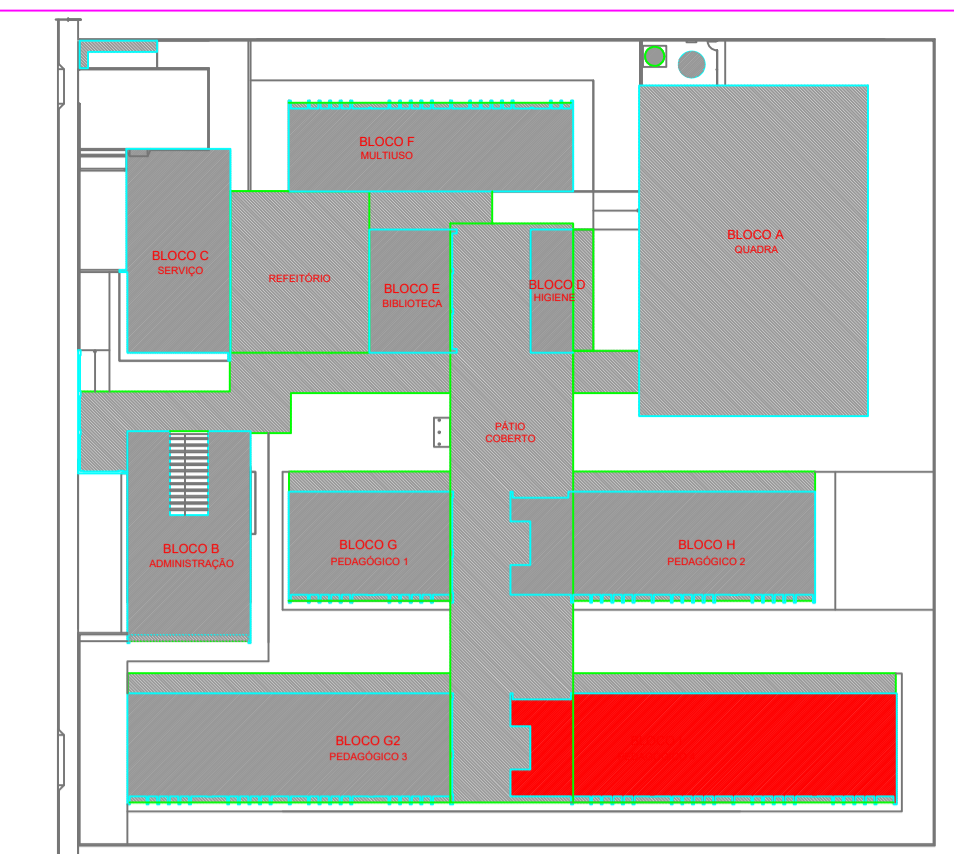 BLOCO F
MULTIUSO
BLOCO A
QUADRA
BLOCO C
SERVIÇO
REFEITÓRIO
BLOCO E
BIBLIOTECA
BLOCO D
HIGIENE
PÁTIO
COBERTO
BLOCO B
ADMINISTRAÇÃO
BLOCO G
PEDAGÓGICO 1
BLOCO H
PEDAGÓGICO 2
BLOCO G2
PEDAGÓGICO 3